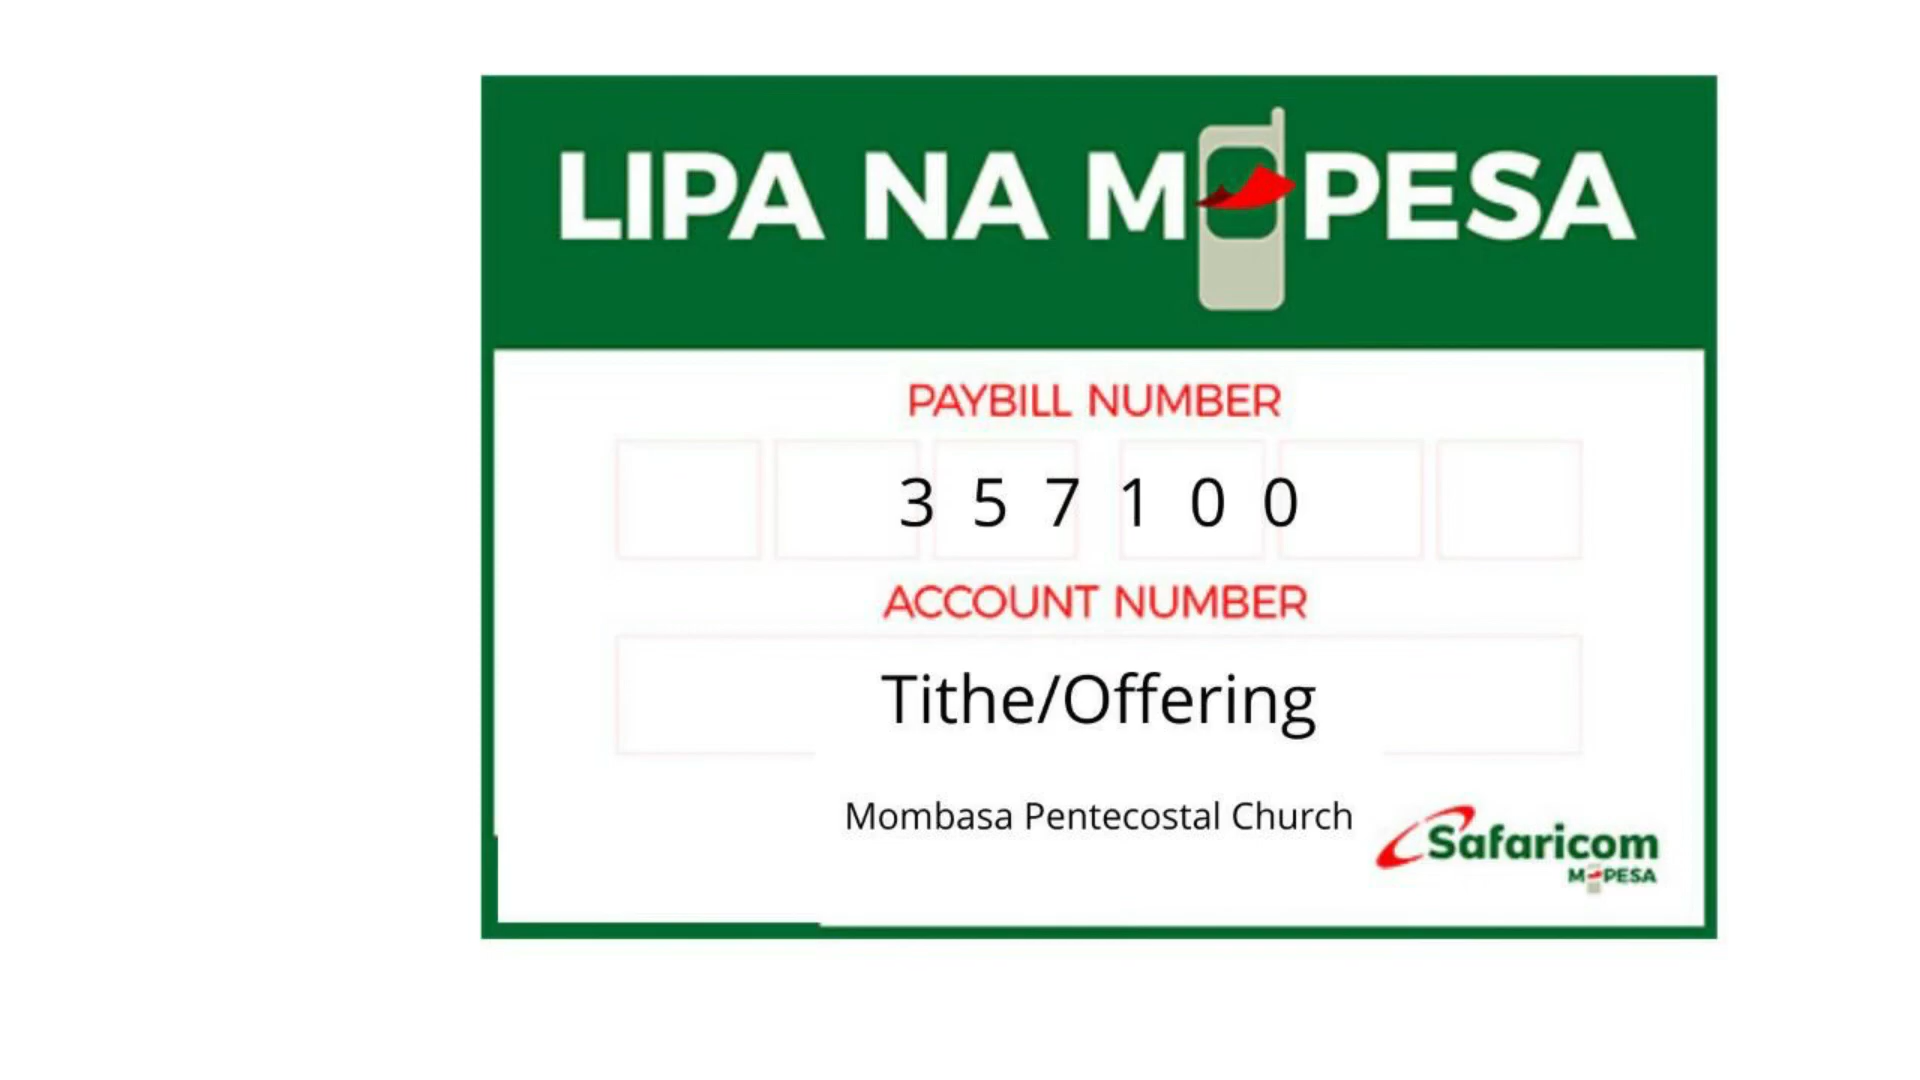 LIPA NA M-PESA
PAYBILL NUMBER
3 5 7 1 0 0
ACCOUNT NUMBER
Tithe/Offering
Mombasa Pentecostal Church
Safaricom
M-PESA